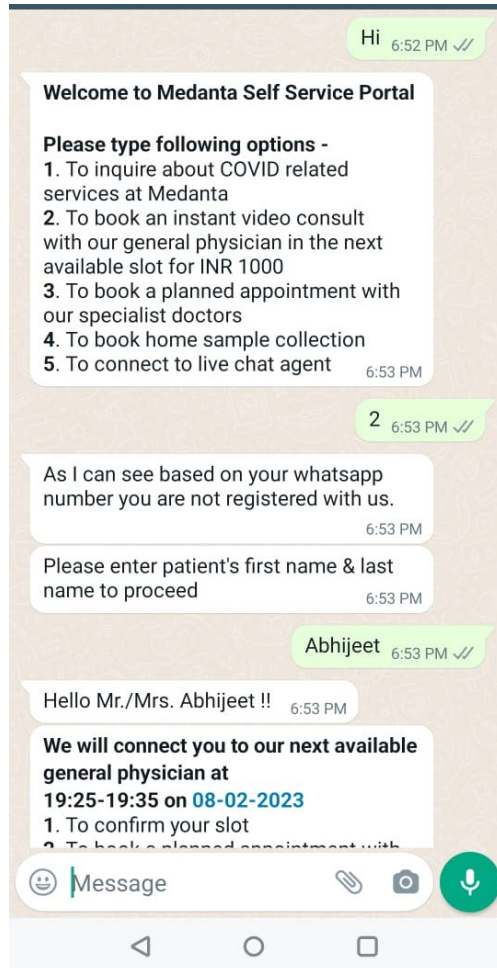 Hi 6:52 PM
Welcome to Medanta Self Service Portal
Please type following options -
1. To inquire about COVID related
services at Medanta
2. To book an instant video consult
with our general physician in the next
available slot for INR 1000
3. To book a planned appointment with
our specialist doctors
4. To book home sample collection
5. To connect to live chat agent 6:53 PM
2 6:53 PM
As I can see based on your whatsapp
number you are not registered with us.
6:53 PM
Please enter patient's first name & last
name to proceed 6:53 PM
Abhijeet 6:53 PM
Hello Mr./Mrs. Abhijeet !! 6:53 PM
We will connect you to our next available
general physician at
19:25-19:35 on 08-02-2023
1. To confirm your slot
2. To book a planned appointment with
Message